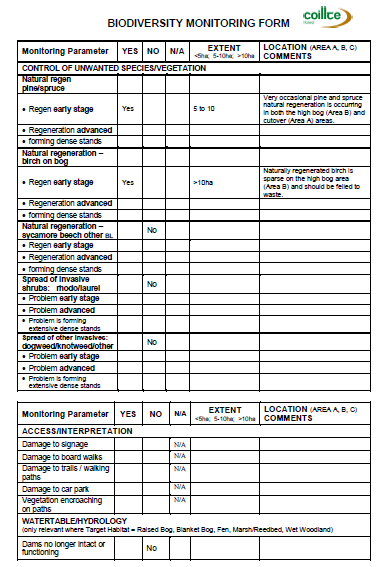 coillte
BIODIVERSITY MONITORING FORM
Monitoring Parameter YES NO N/A EXTENT <5ha; 5-10ha; >10ha LOCATION (AREA A, B, C) COMMENTS
CONTROL OF UNWANTED SPECIES/VEGETATION
Natural regen
pine/spruce
• Regen early stage Yes 5 to 10 Very occasional pine and spruce
natural regeneration is occurring
in both the high bog (Area B) and
cutover (Area A) areas.
• Regeneration advanced
• forming dense stands
Natural regeneration –
birch on bog
• Regen early stage Yes >10ha Naturally regenerated birch is
sparse on the high bog area
(Area B) and should be felled to
waste.
• Regeneration advanced
• forming dense stands
Natural regeneration – No
sycamore beech other BL
• Regen early stage
• Regeneration advanced
• forming dense stands
Spread of invasive No
shrubs: rhodo/laurel
• Problem early stage
• Problem advanced
• Problem is forming
extensive dense stands
Spread of other invasives: No
dogweed/knotweed/other
• Problem early stage
• Problem advanced
• Problem is forming
extensive dense stands
Monitoring Parameter YES NO N/A EXTENT <5ha; 5-10ha; >10ha LOCATION (AREA A, B, C) COMMENTS
ACCESS/INTERPRETATION
Damage to signage N/A
Damage to board walks N/A
Damage to trails / walking N/A
paths
Damage to car park N/A
Vegetation encroaching N/A
on paths
WATERTABLE/HYDROLOGY
(only relevant where Target Habitat = Raised Bog, Blanket Bog, Fen, Marsh/Reedbed, Wet Woodland)
Dams no longer intact or No
functioning